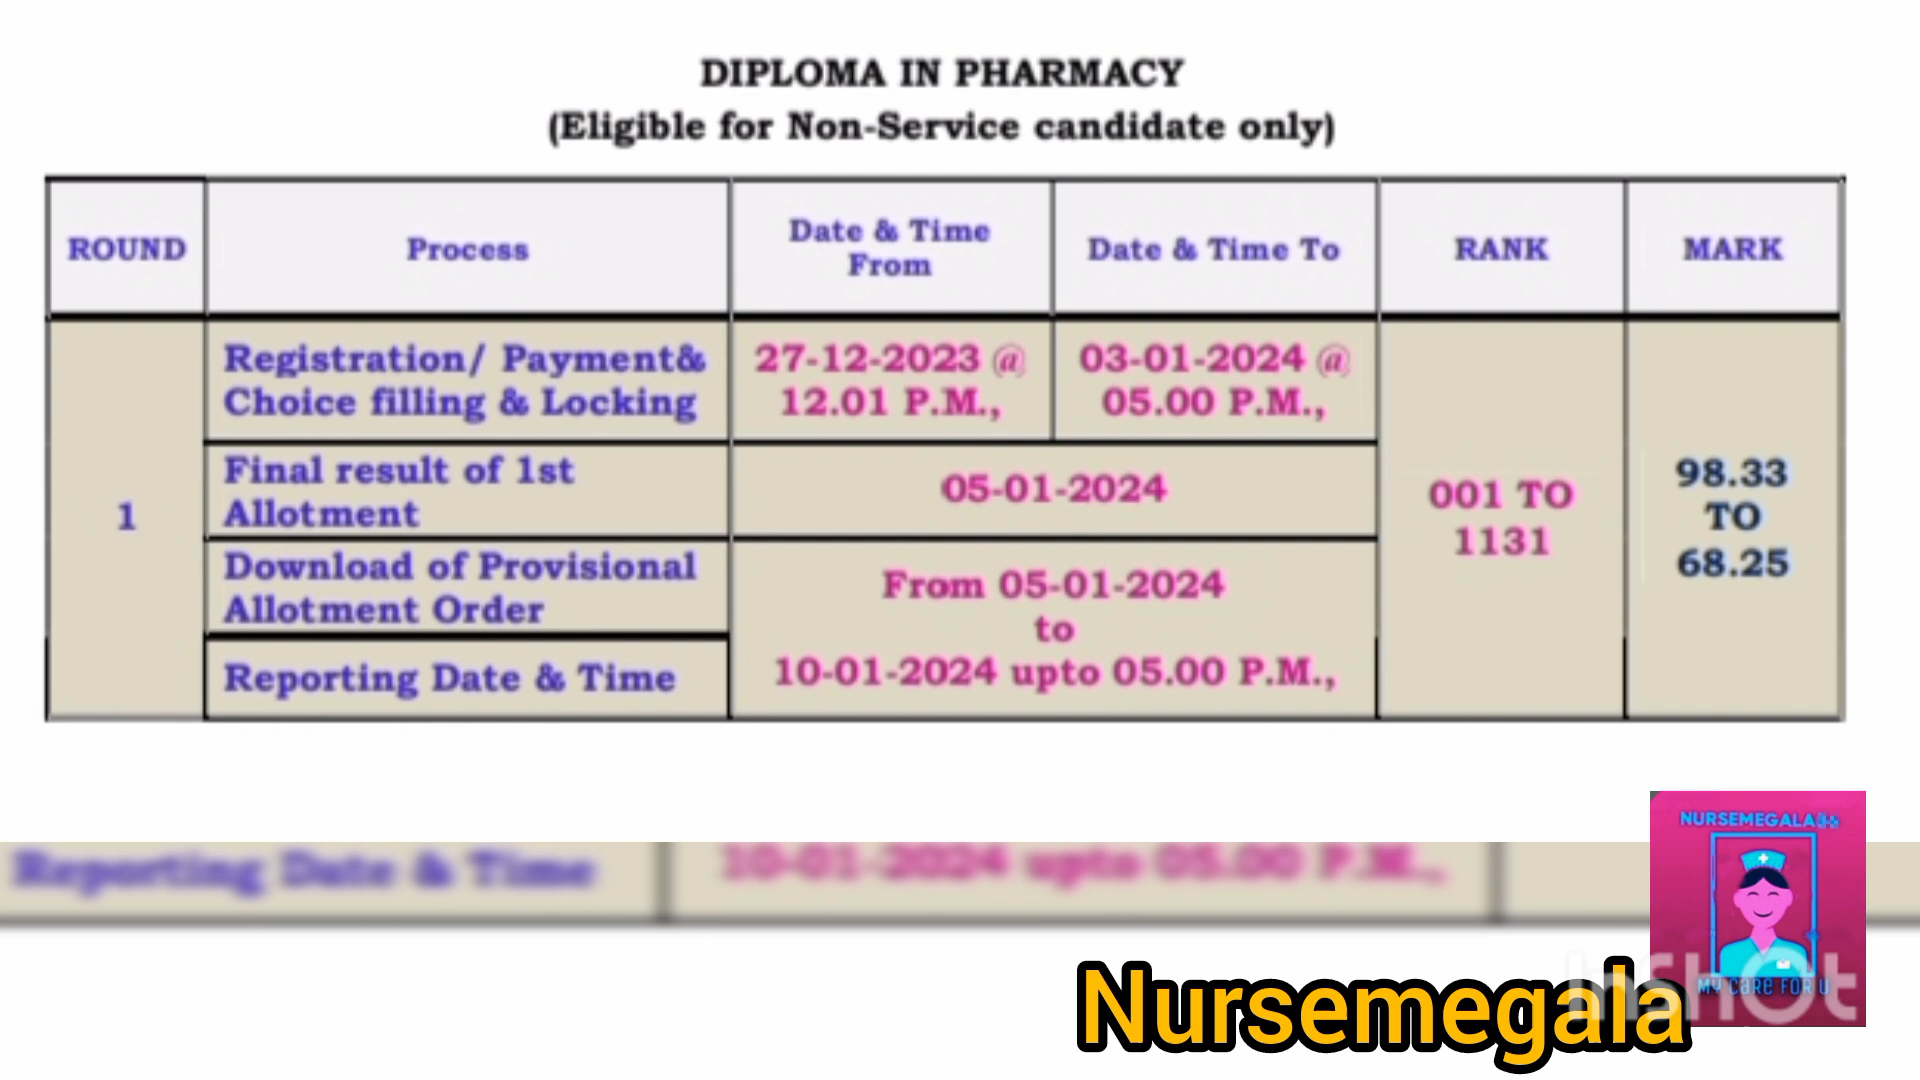 DIPLOMA IN PHARMACY
(Eligible for Non-Service candidate only)
ROUND
Process
Date & Time
From
Date & Time To
RANK
MARK
1
Registration/ Payment&
Choice filling & Locking
27-12-2023 @
12.01 P.M.,
03-01-2024 @
05.00 P.M.,
Final result of 1st
Allotment
05-01-2024
Download of Provisional
Allotment Order
From 05-01-2024
to
10-01-2024 upto 05.00 P.M.,
Reporting Date & Time
001 TO
1131
98.33
TO
68.25
Reporting Date & Time
10-01-2024 upto 05.00 P.M.,
NURSEMEGALA
MY CARE FOR U
InShOt
Nursemegala